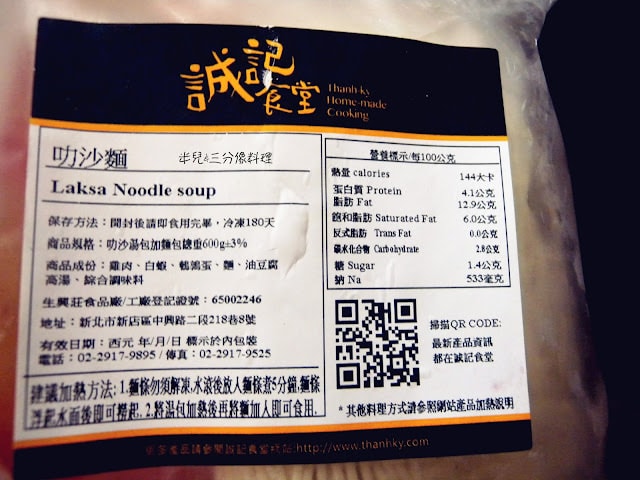 誠記食堂
Thanh-ky
Home-made
Cooking
叻沙麵
半兒&三分像料理
Laksa Noodle soup
保存方法：開封後請即食用完畢，冷凍180天
商品規格：叻沙湯包加麵包總重600g±3%
商品成份：雞肉、白蝦、鵪鶉蛋、麵、油豆腐
高湯、綜合調味料
生興莊食品廠/工廠登記證號：65002246
地址：新北市新店區中興路二段218巷8號
有效日期：西元 年/月/日 標示於內包裝
電話：02-2917-9895 / 傳真：02-2917-9525
建議加熱方法：1.麵條勿須解凍,水滾後放入麵條煮5分鐘,麵條
浮起水面後即可撈起. 2.將湯包加熱後再將麵加入即可食用.
營養標示/每100公克
熱量 calories 144大卡
蛋白質 Protein 4.1公克
脂肪 Fat 12.9公克
飽和脂肪 Saturated Fat 6.0公克
反式脂肪 Trans Fat 0.0公克
碳水化合物 Carbohydrate 2.8公克
糖 Sugar 1.4公克
鈉 Na 533毫克
掃描QR CODE:
最新產品資訊
都在誠記食堂
* 其他料理方式請參照網站產品加熱說明
更多產品請參閱誠記食堂網站:http://www.thanhky.com